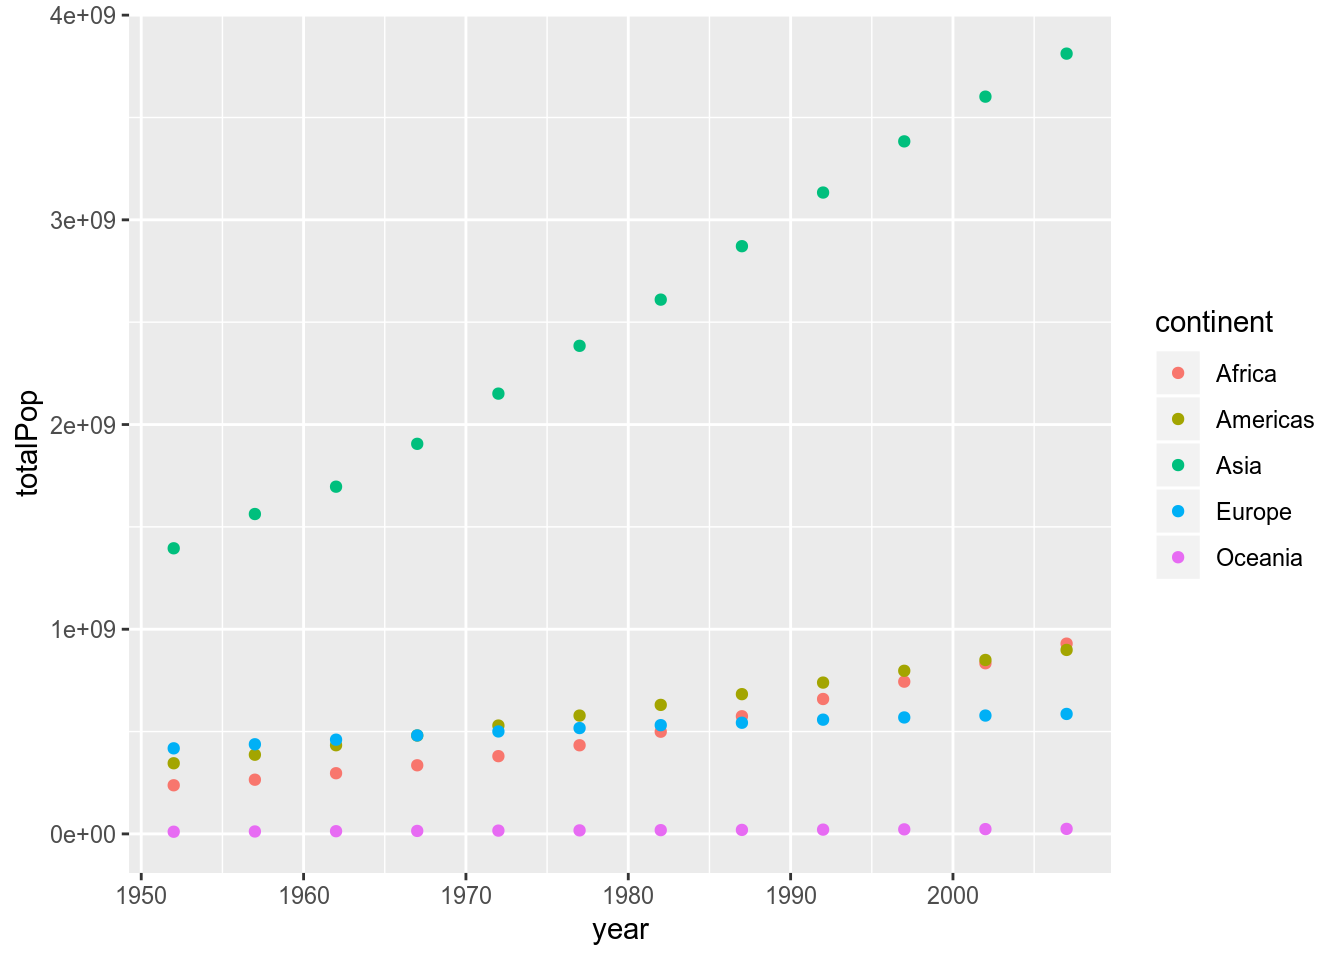 4e+09
3e+09
2e+09
1e+09
0e+00
totalPop
1950 1960 1970 1980 1990 2000
year
continent
Africa
Americas
Asia
Europe
Oceania